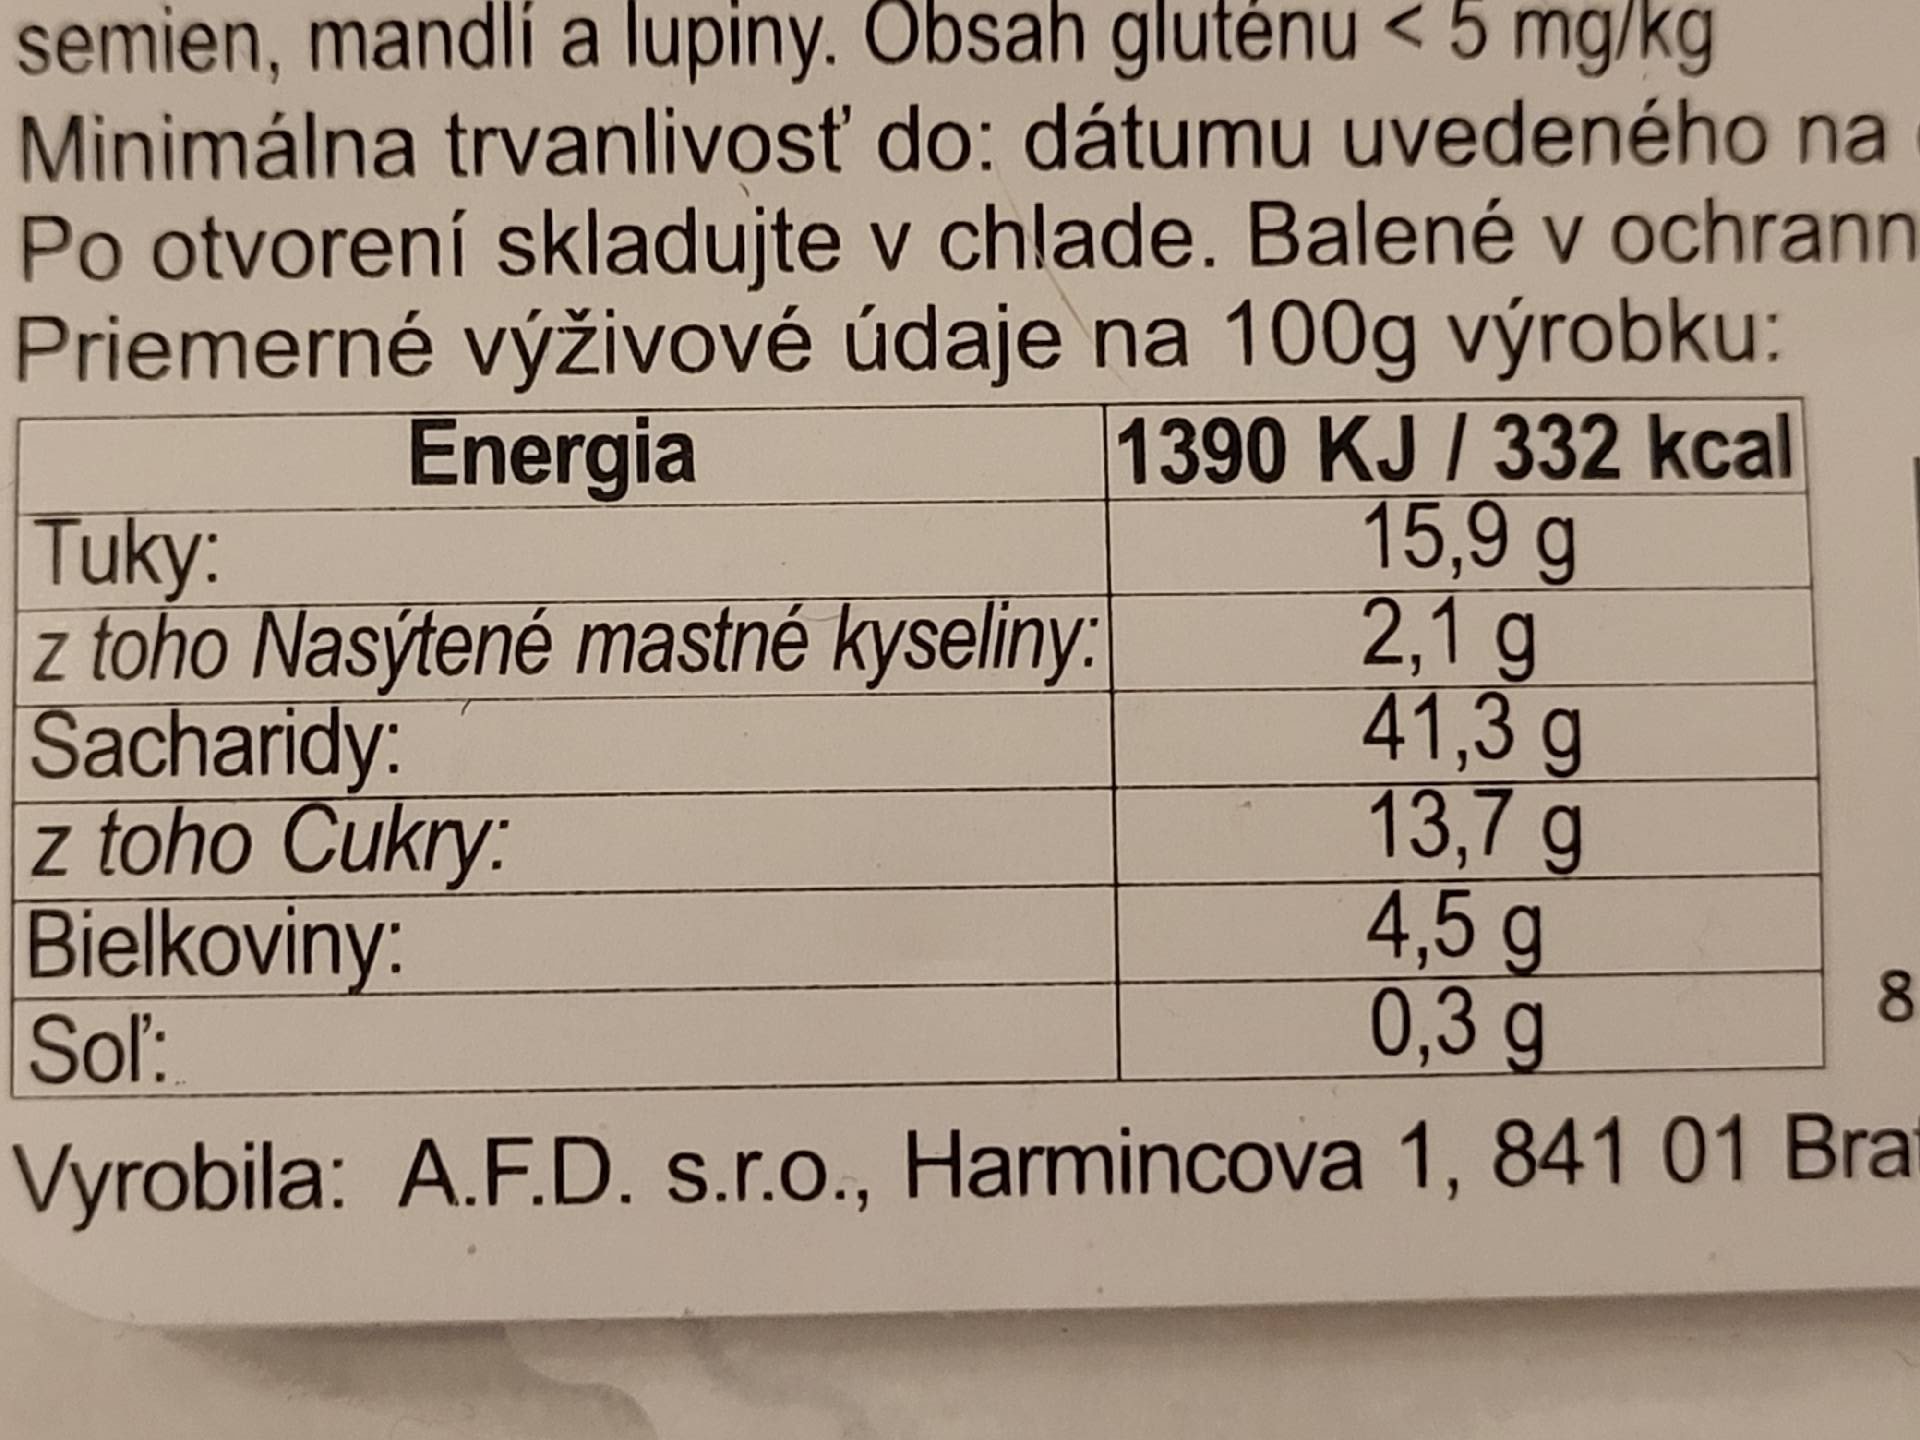 semien, mandlí a lupiny. Obsah gluténu < 5 mg/kg
Minimálna trvanlivosť do: dátumu uvedeného na
Po otvorení skladujte v chlade. Balené v ochrann
Priemerné výživové údaje na 100g výrobku:
Energia 1390 KJ / 332 kcal
Tuky: 15,9 g
z toho Nasýtené mastné kyseliny: 2,1 g
Sacharidy: 41,3 g
z toho Cukry: 13,7 g
Bielkoviny: 4,5 g
Soľ: 0,3 g
8
Vyrobila: A.F.D. s.r.o., Harmincova 1, 841 01 Bra